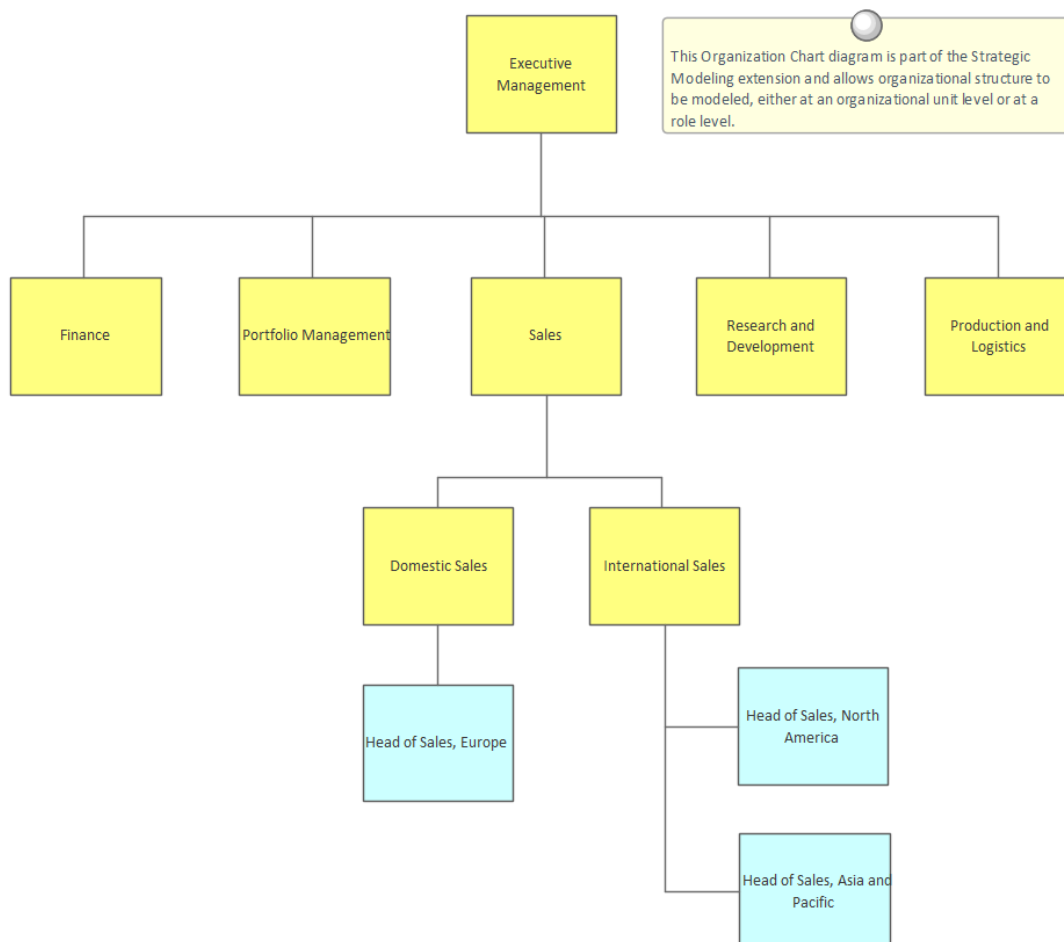 Executive
Management
This Organization Chart diagram is part of the Strategic
Modeling extension and allows organizational structure to
be modeled, either at an organizational unit level or at a
role level.
Finance
Portfolio Management
Sales
Research and
Development
Production and
Logistics
Domestic Sales
International Sales
Head of Sales, Europe
Head of Sales, North
America
Head of Sales, Asia and
Pacific